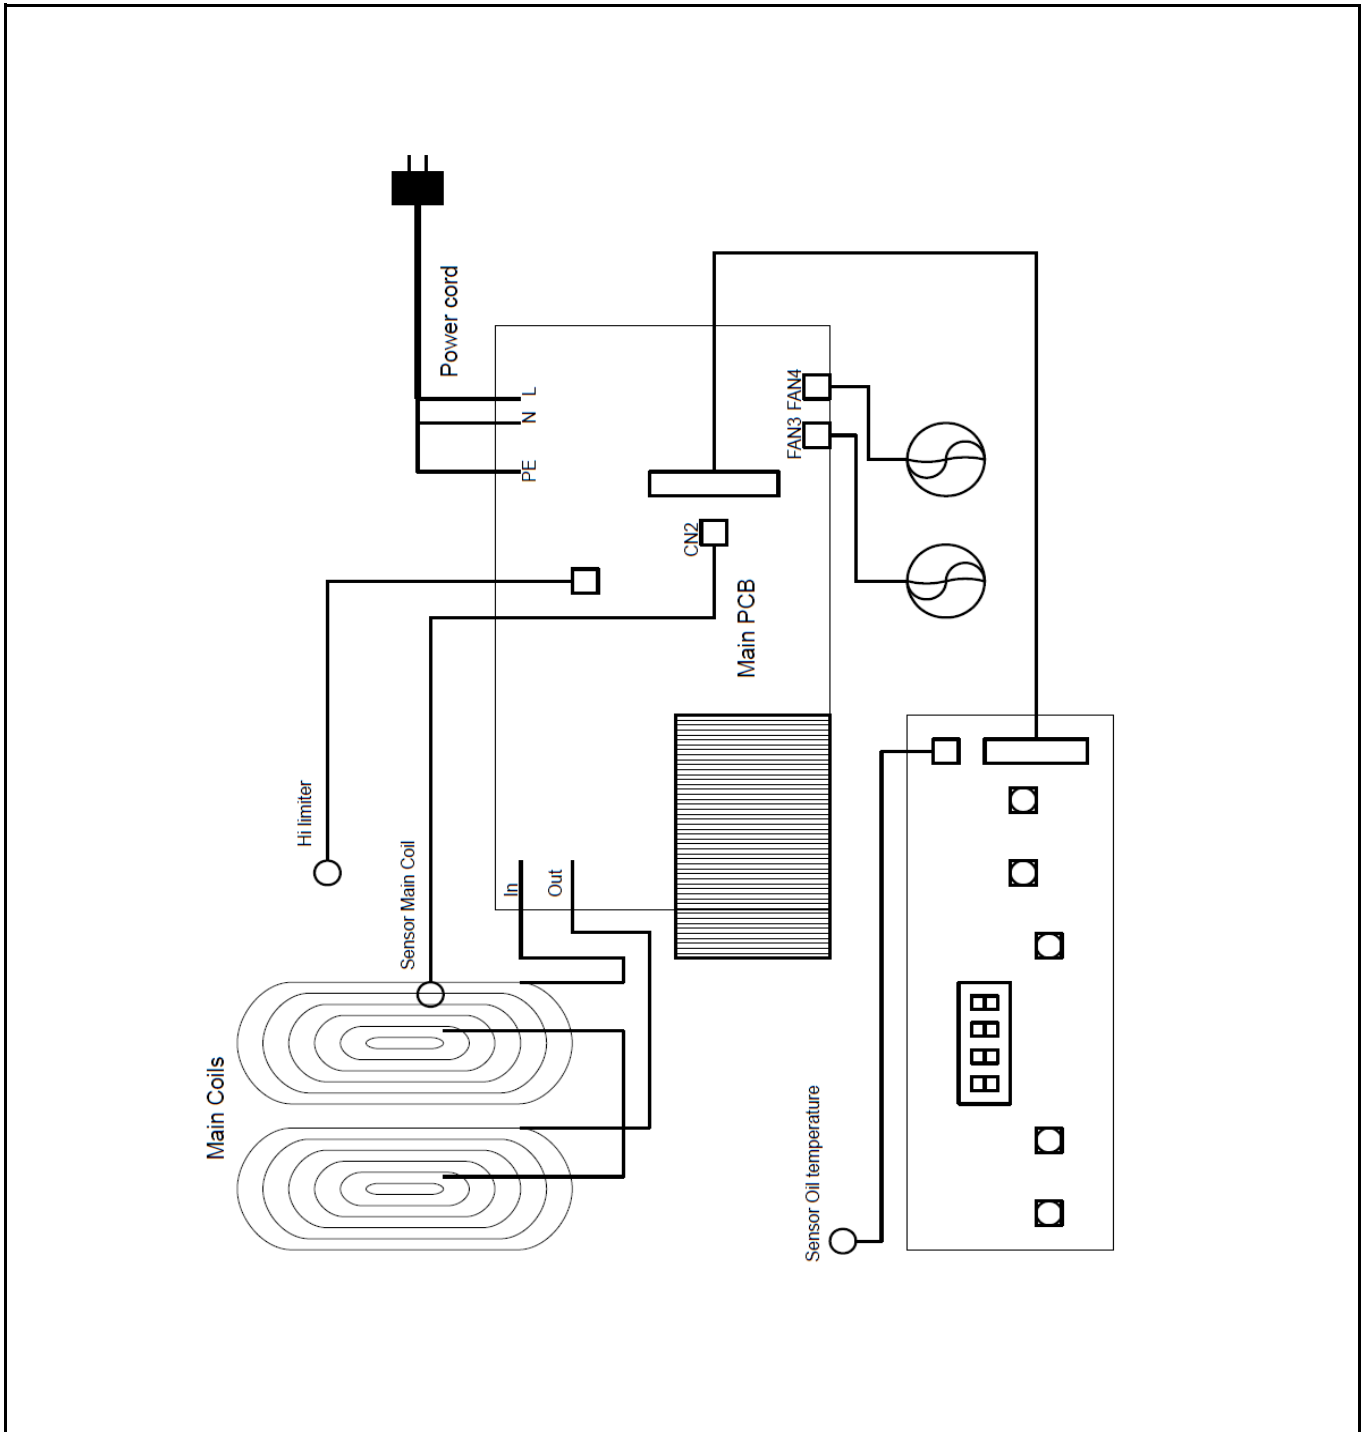 Power cord
L
N
PE
FAN4
FAN3
CN2
Main PCB
Hi limiter
Sensor Main Coil
In
Out
Main Coils
Sensor Oil temperature